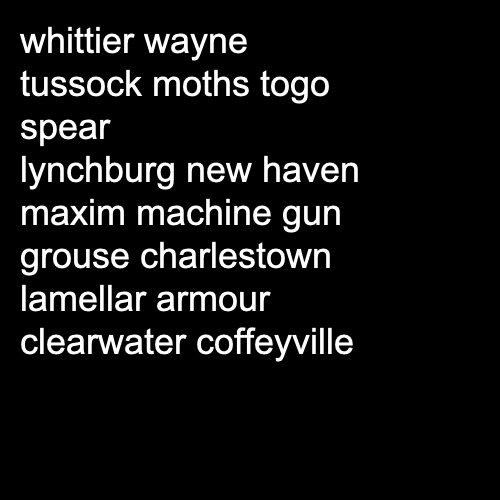 whittier wayne
tussock moths togo
spear
lynchburg new haven
maxim machine gun
grouse charlestown
lamellar armour
clearwater coffeyville